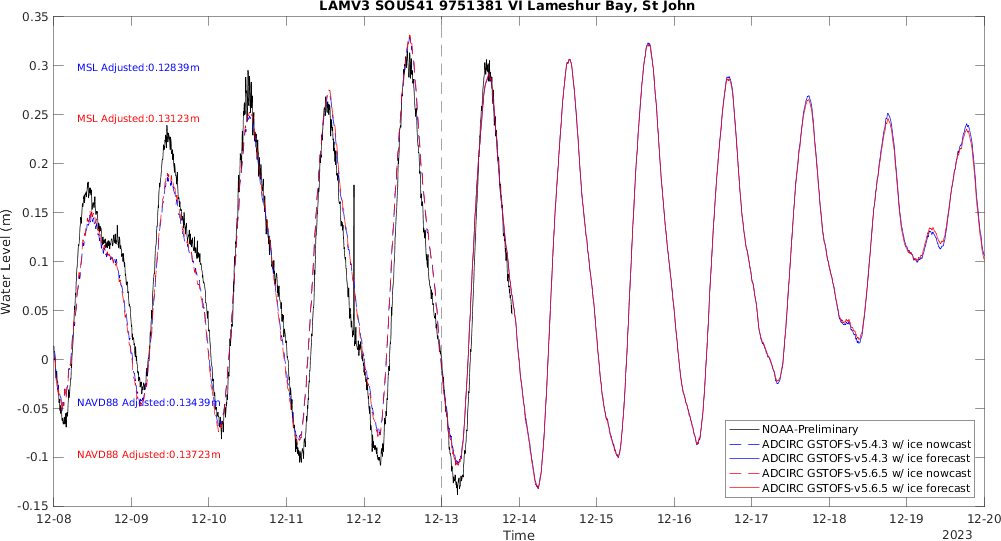 LAMV3 SOUS41 9751381 VI Lameshur Bay, St John
0.35
0.3
0.25
0.2
0.15
0.1
0.05
0
-0.05
-0.1
-0.15
Water Level (m)
MSL Adjusted:0.12839m
MSL Adjusted:0.13123m
NAVD88 Adjusted:0.13439m
NAVD88 Adjusted:0.13723m
NOAA-Preliminary
ADCIRC GSTOFS-v5.4.3 w/ ice nowcast
ADCIRC GSTOFS-v5.4.3 w/ ice forecast
ADCIRC GSTOFS-v5.6.5 w/ ice nowcast
ADCIRC GSTOFS-v5.6.5 w/ ice forecast
12-08 12-09 12-10 12-11 12-12 12-13 12-14 12-15 12-16 12-17 12-18 12-19 12-20
Time
2023